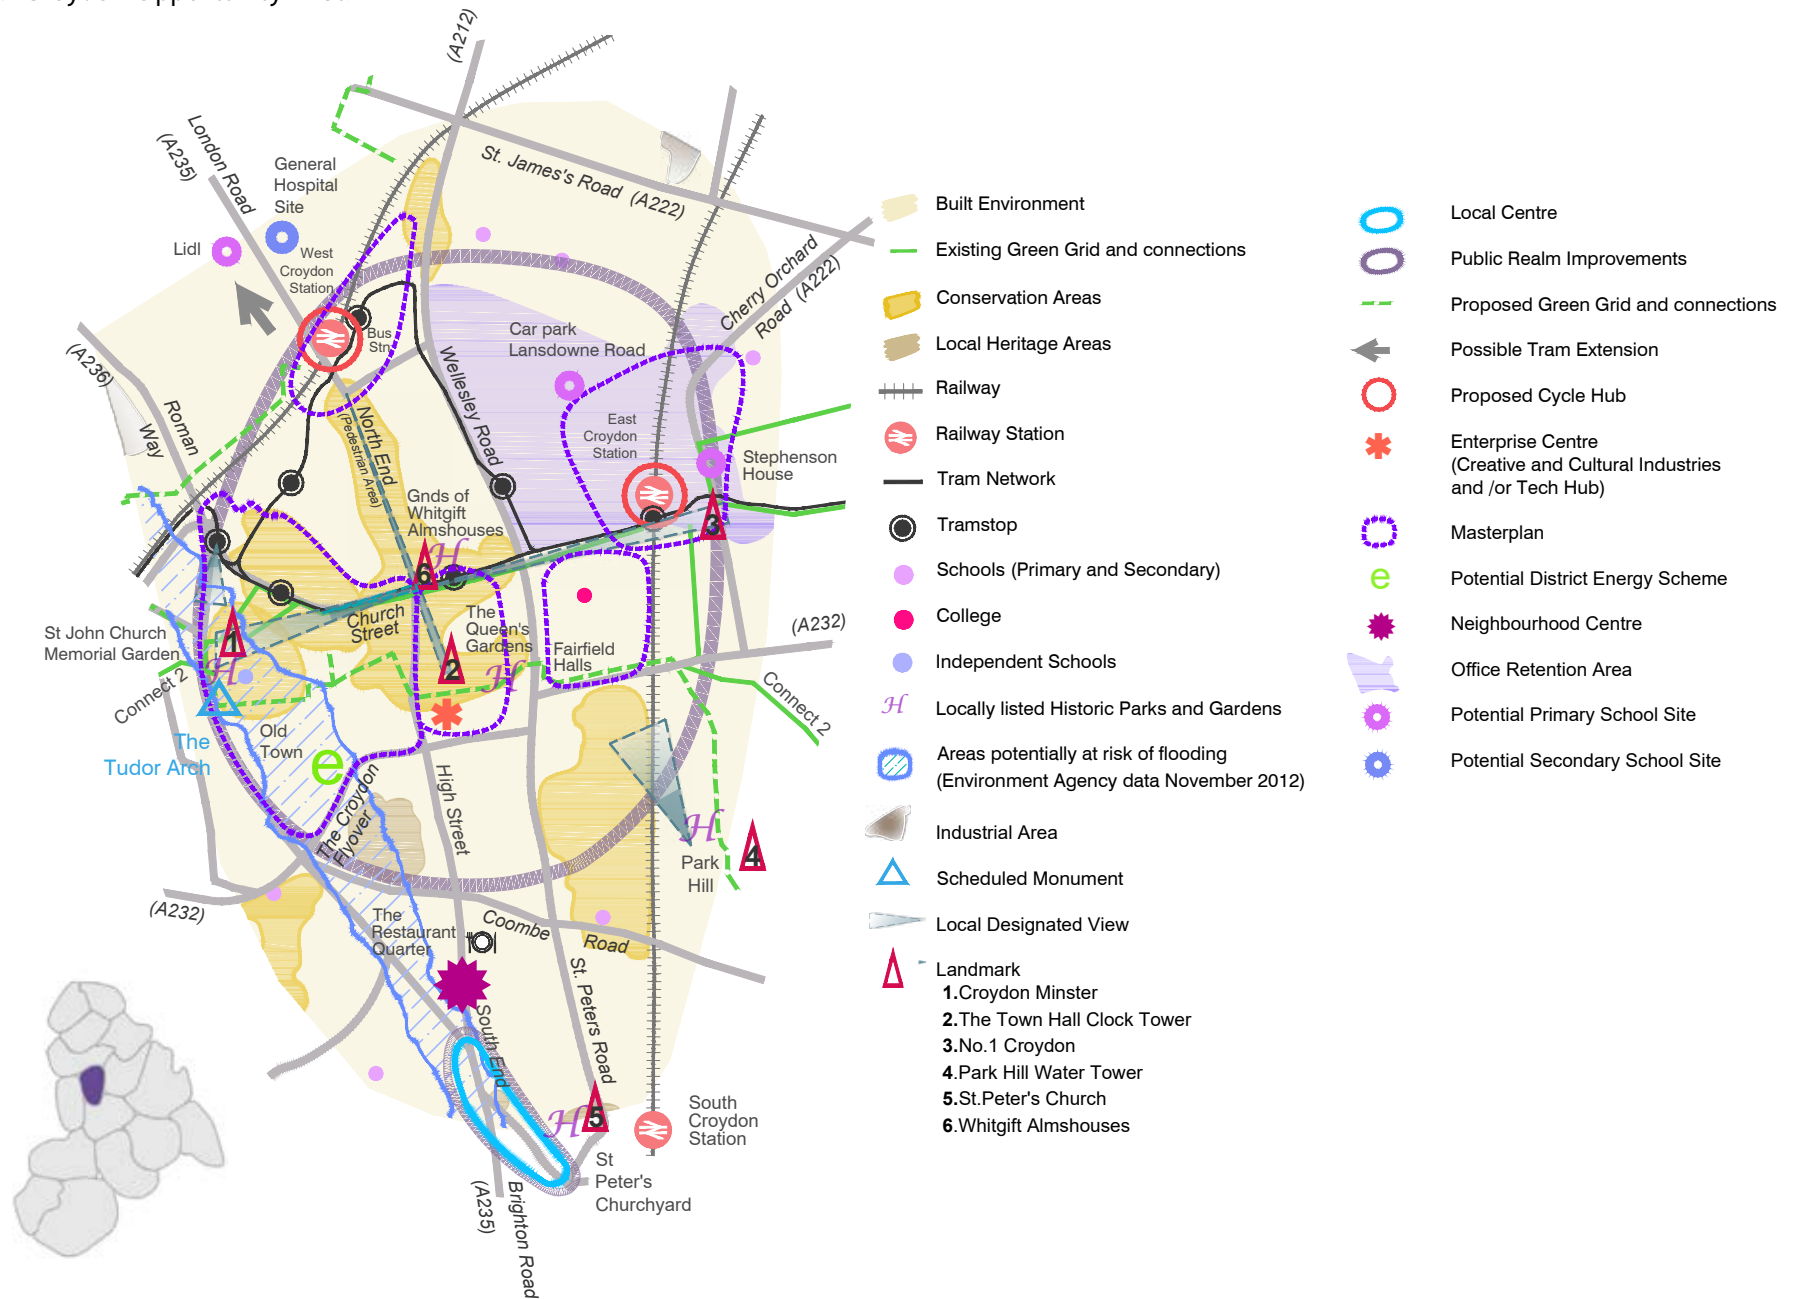 (A212)
London Road
(A235)
General
Hospital
Site
St. James's Road (A222)
Lidl
West
Croydon
Station
Cherry Orchard
Road (A222)
Bus
Stn
Car park
Lansdowne Road
(A236)
Roman
Way
Wellesley Road
North End
(Pedestrian Area)
East
Croydon
Station
Stephenson
House
Gnds of
Whitgift
Almshouses
H
3
6
Church
Street
The
Queen's
Gardens
Fairfield
Halls
(A232)
St John Church
Memorial Garden
1
H
2
H
Connect 2
Connect 2
The
Tudor Arch
Old
Town
e
The Croydon
Flyover
High Street
H
Park
Hill
4
(A232)
The
Restaurant
Quarter
Coombe
Road
St. Peters Road
South End
H
5
South
Croydon
Station
St
Peter's
Churchyard
(A235)
Brighton Road
Built Environment
Existing Green Grid and connections
Conservation Areas
Local Heritage Areas
Railway
Railway Station
Tram Network
Tramstop
Schools (Primary and Secondary)
College
Independent Schools
H
Locally listed Historic Parks and Gardens
Areas potentially at risk of flooding
(Environment Agency data November 2012)
Industrial Area
Scheduled Monument
Local Designated View
Landmark
1.Croydon Minster
2.The Town Hall Clock Tower
3.No.1 Croydon
4.Park Hill Water Tower
5.St.Peter's Church
6.Whitgift Almshouses
Local Centre
Public Realm Improvements
Proposed Green Grid and connections
Possible Tram Extension
Proposed Cycle Hub
Enterprise Centre
(Creative and Cultural Industries
and /or Tech Hub)
Masterplan
e
Potential District Energy Scheme
Neighbourhood Centre
Office Retention Area
Potential Primary School Site
Potential Secondary School Site